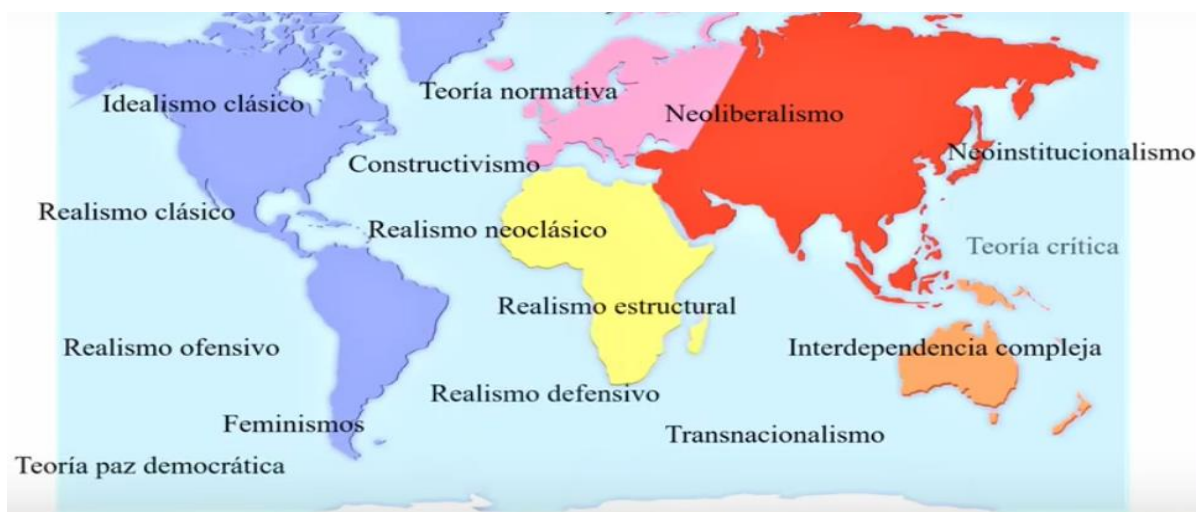 Teoría normativa
Idealismo clásico
Neoliberalismo
Constructivismo
Neoinstitucionalismo
Realismo clásico
Realismo neoclásico
Teoría crítica
Realismo estructural
Realismo ofensivo
Interdependencia compleja
Realismo defensivo
Feminismos
Transnacionalismo
Teoría paz democrática